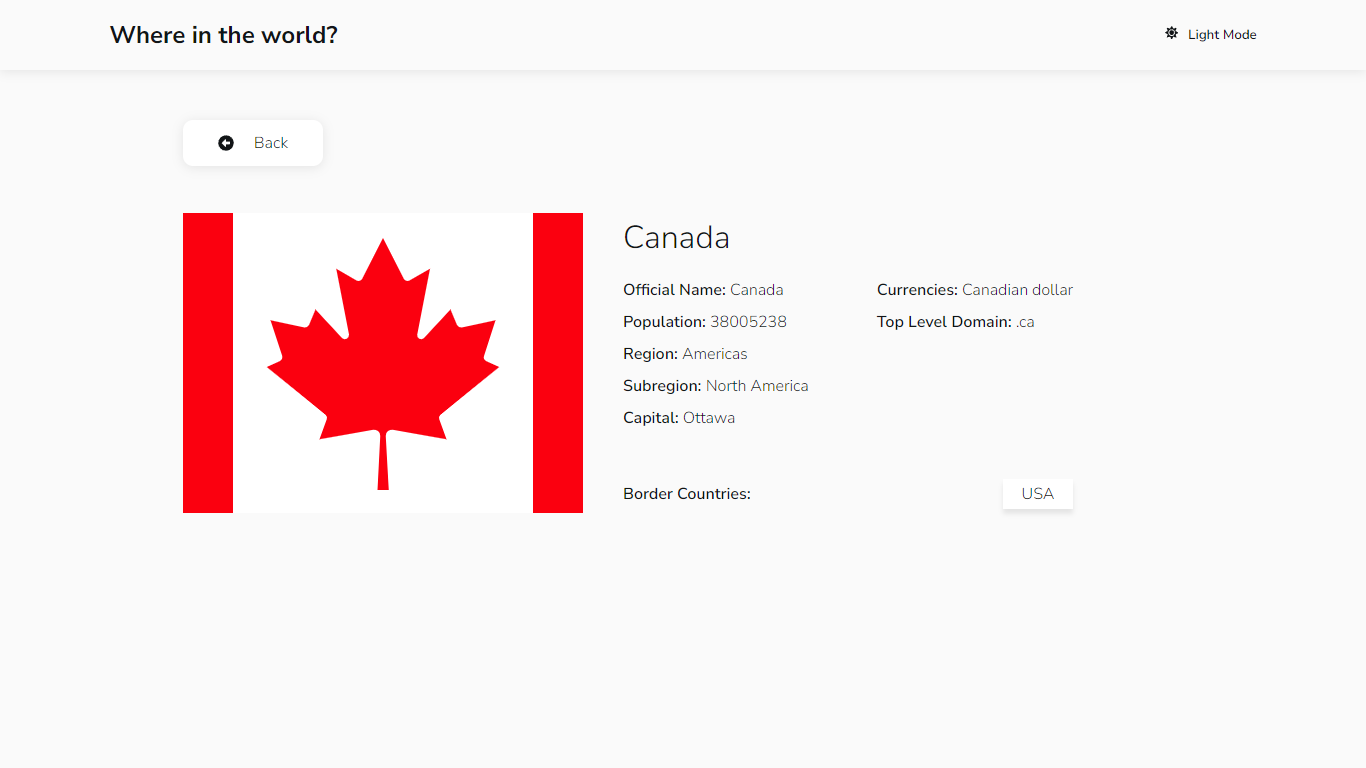 Where in the world?
Light Mode
Back
Canada
Official Name: Canada
Population: 38005238
Region: Americas
Subregion: North America
Capital: Ottawa
Currencies: Canadian dollar
Top Level Domain: .ca
Border Countries:
USA